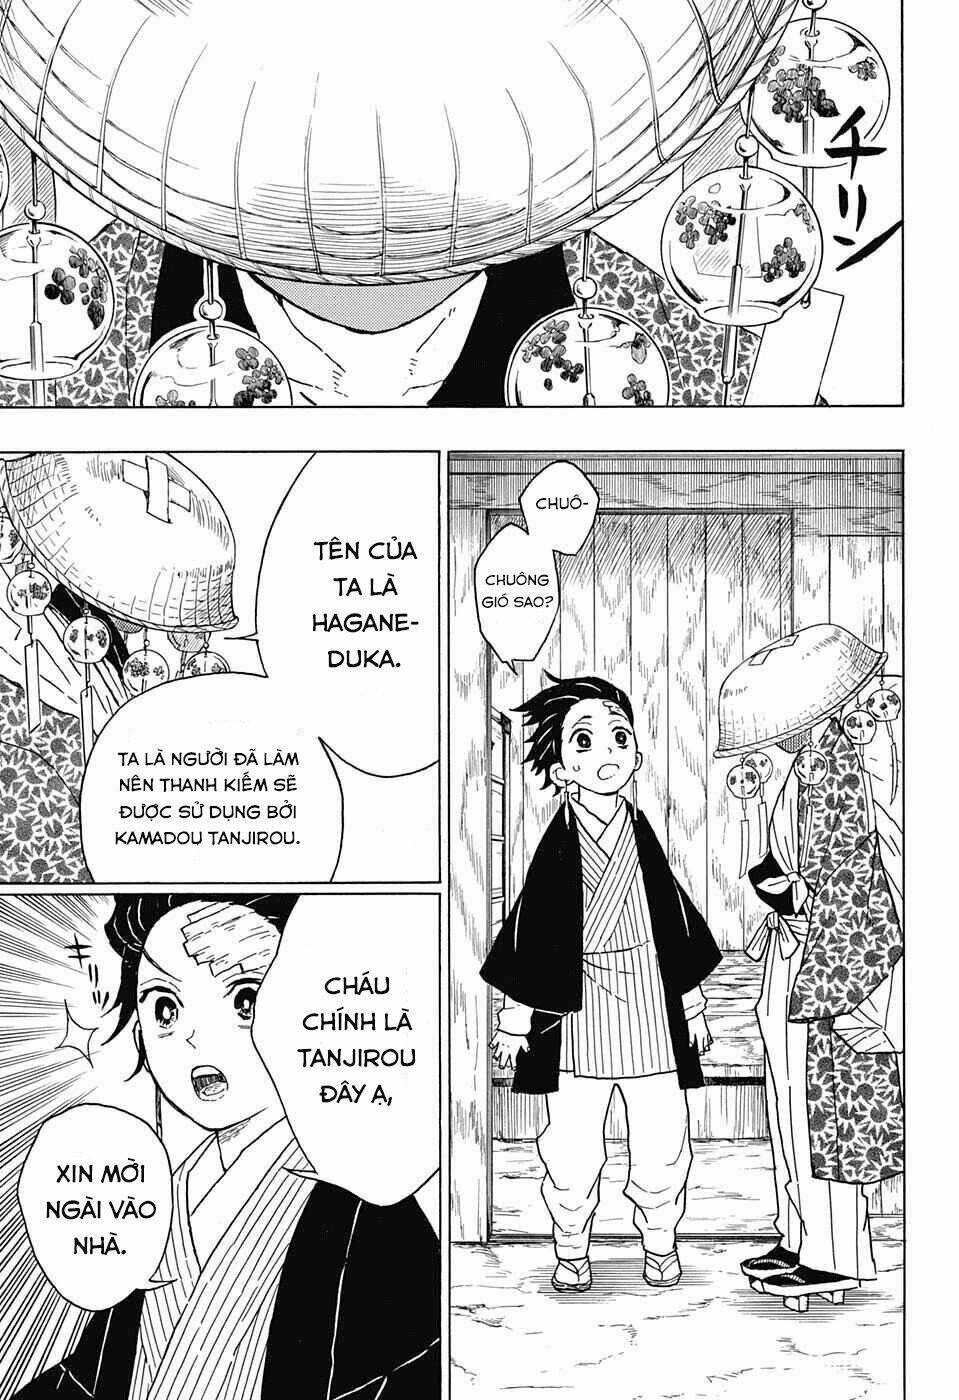 チリン
CHUÔ-
CHUÔNG
GIÓ SAO?
TÊN CỦA
TA LÀ
HAGANE-
DUKA.
TA LÀ NGƯỜI ĐÃ LÀM
NÊN THANH KIẾM SẼ
ĐƯỢC SỬ DỤNG BỞI
KAMADOU TANJIROU.
CHÁU
CHÍNH LÀ
TANJIROU
ĐÂY Ạ,
XIN MỜI
NGÀI VÀO
NHÀ.